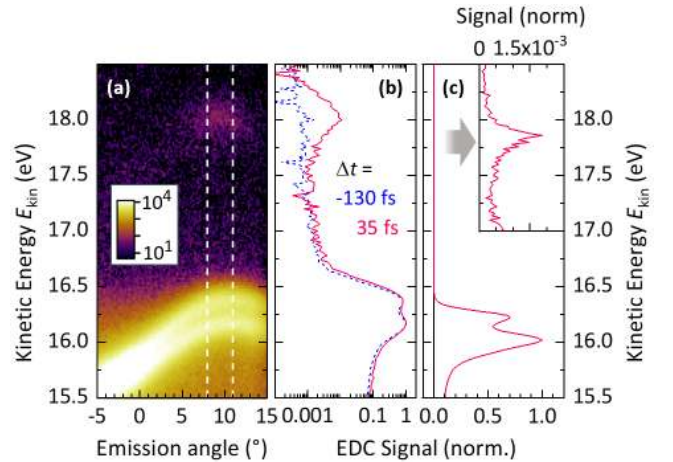 Signal (norm)
0 1.5x10⁻³
(a)
(b)
(c)
18.0
17.5
17.0
16.5
16.0
15.5
Kinetic Energy E_kin (eV)
10⁴
10¹
Δt =
-130 fs
35 fs
18.0
17.5
17.0
16.5
16.0
15.5
Kinetic Energy E_kin (eV)
-5 0 5 10 15
0.001 0.1 1
0.0 0.5 1.0
Emission angle (°)
EDC Signal (norm.)